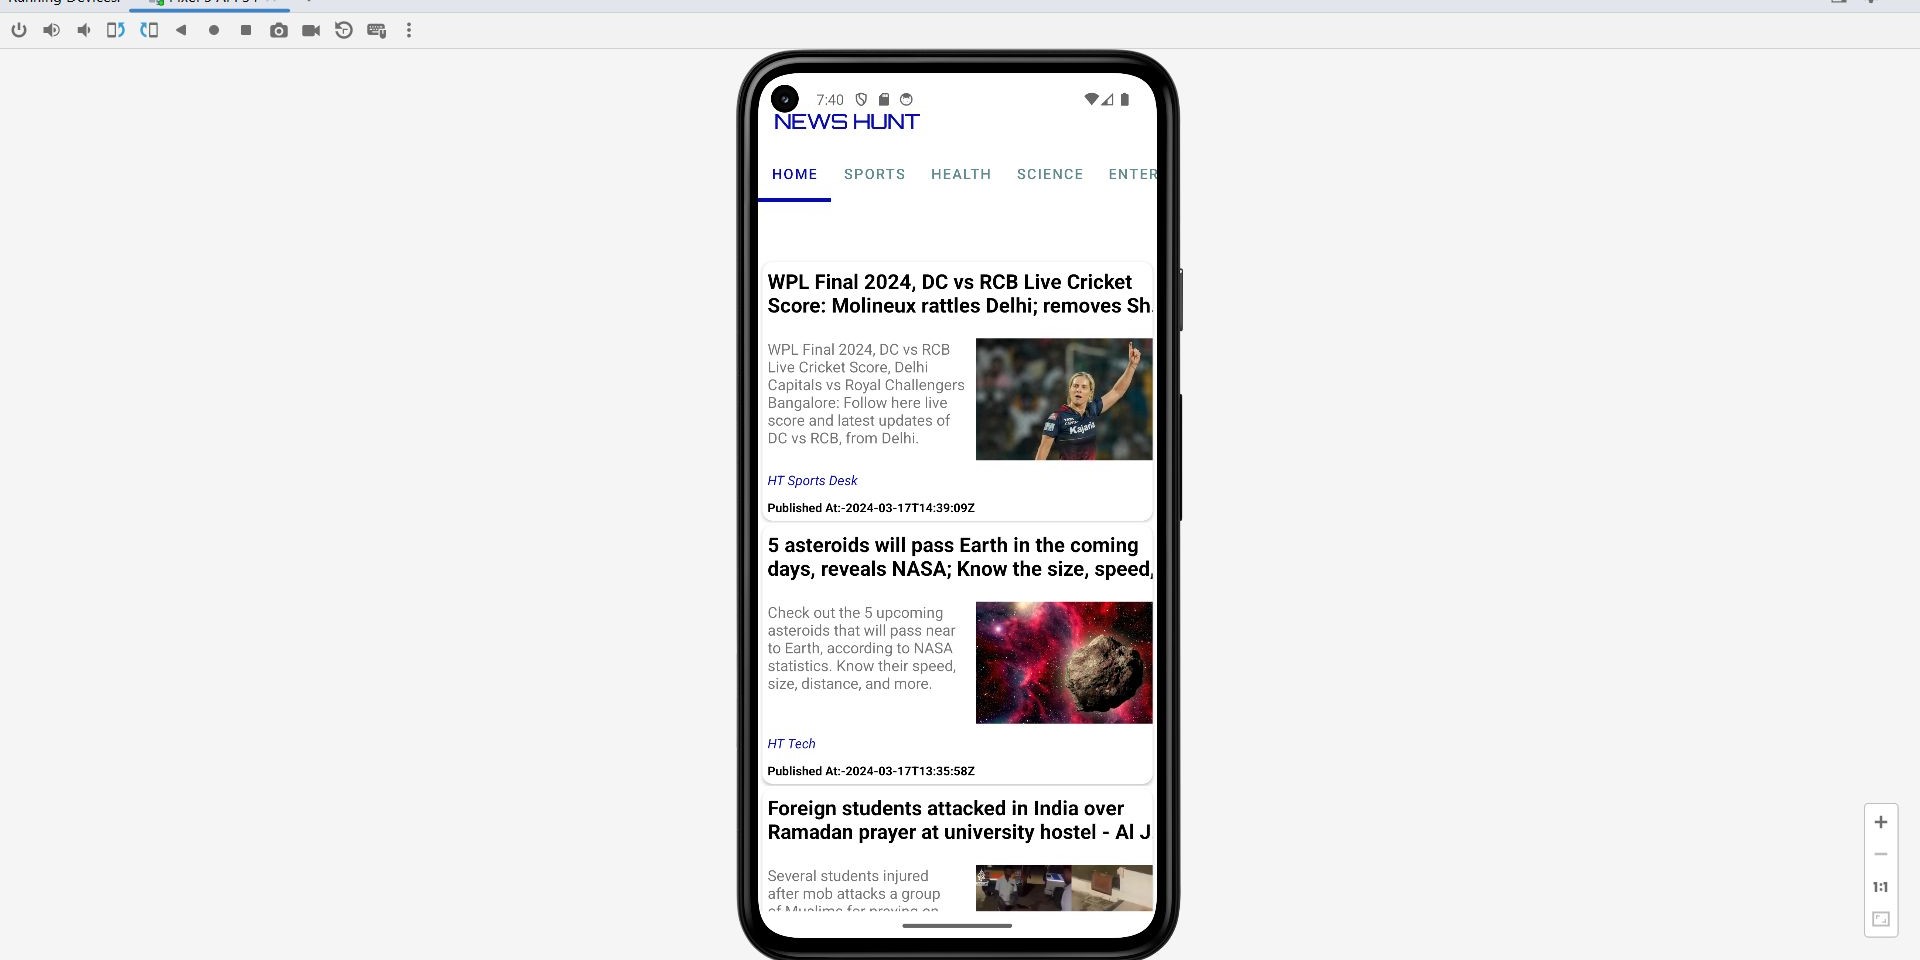 7:40
NEWS HUNT
HOME SPORTS HEALTH SCIENCE ENTER
WPL Final 2024, DC vs RCB Live Cricket
Score: Molineux rattles Delhi; removes Sh.
WPL Final 2024, DC vs RCB
Live Cricket Score, Delhi
Capitals vs Royal Challengers
Bangalore: Follow here live
score and latest updates of
DC vs RCB, from Delhi.
Kajaria
HT Sports Desk
Published At:-2024-03-17T14:39:09Z
5 asteroids will pass Earth in the coming
days, reveals NASA; Know the size, speed,
Check out the 5 upcoming
asteroids that will pass near
to Earth, according to NASA
statistics. Know their speed,
size, distance, and more.
HT Tech
Published At:-2024-03-17T13:35:58Z
Foreign students attacked in India over
Ramadan prayer at university hostel - Al J
Several students injured
after mob attacks a group
of Muslims for praying on
1:1